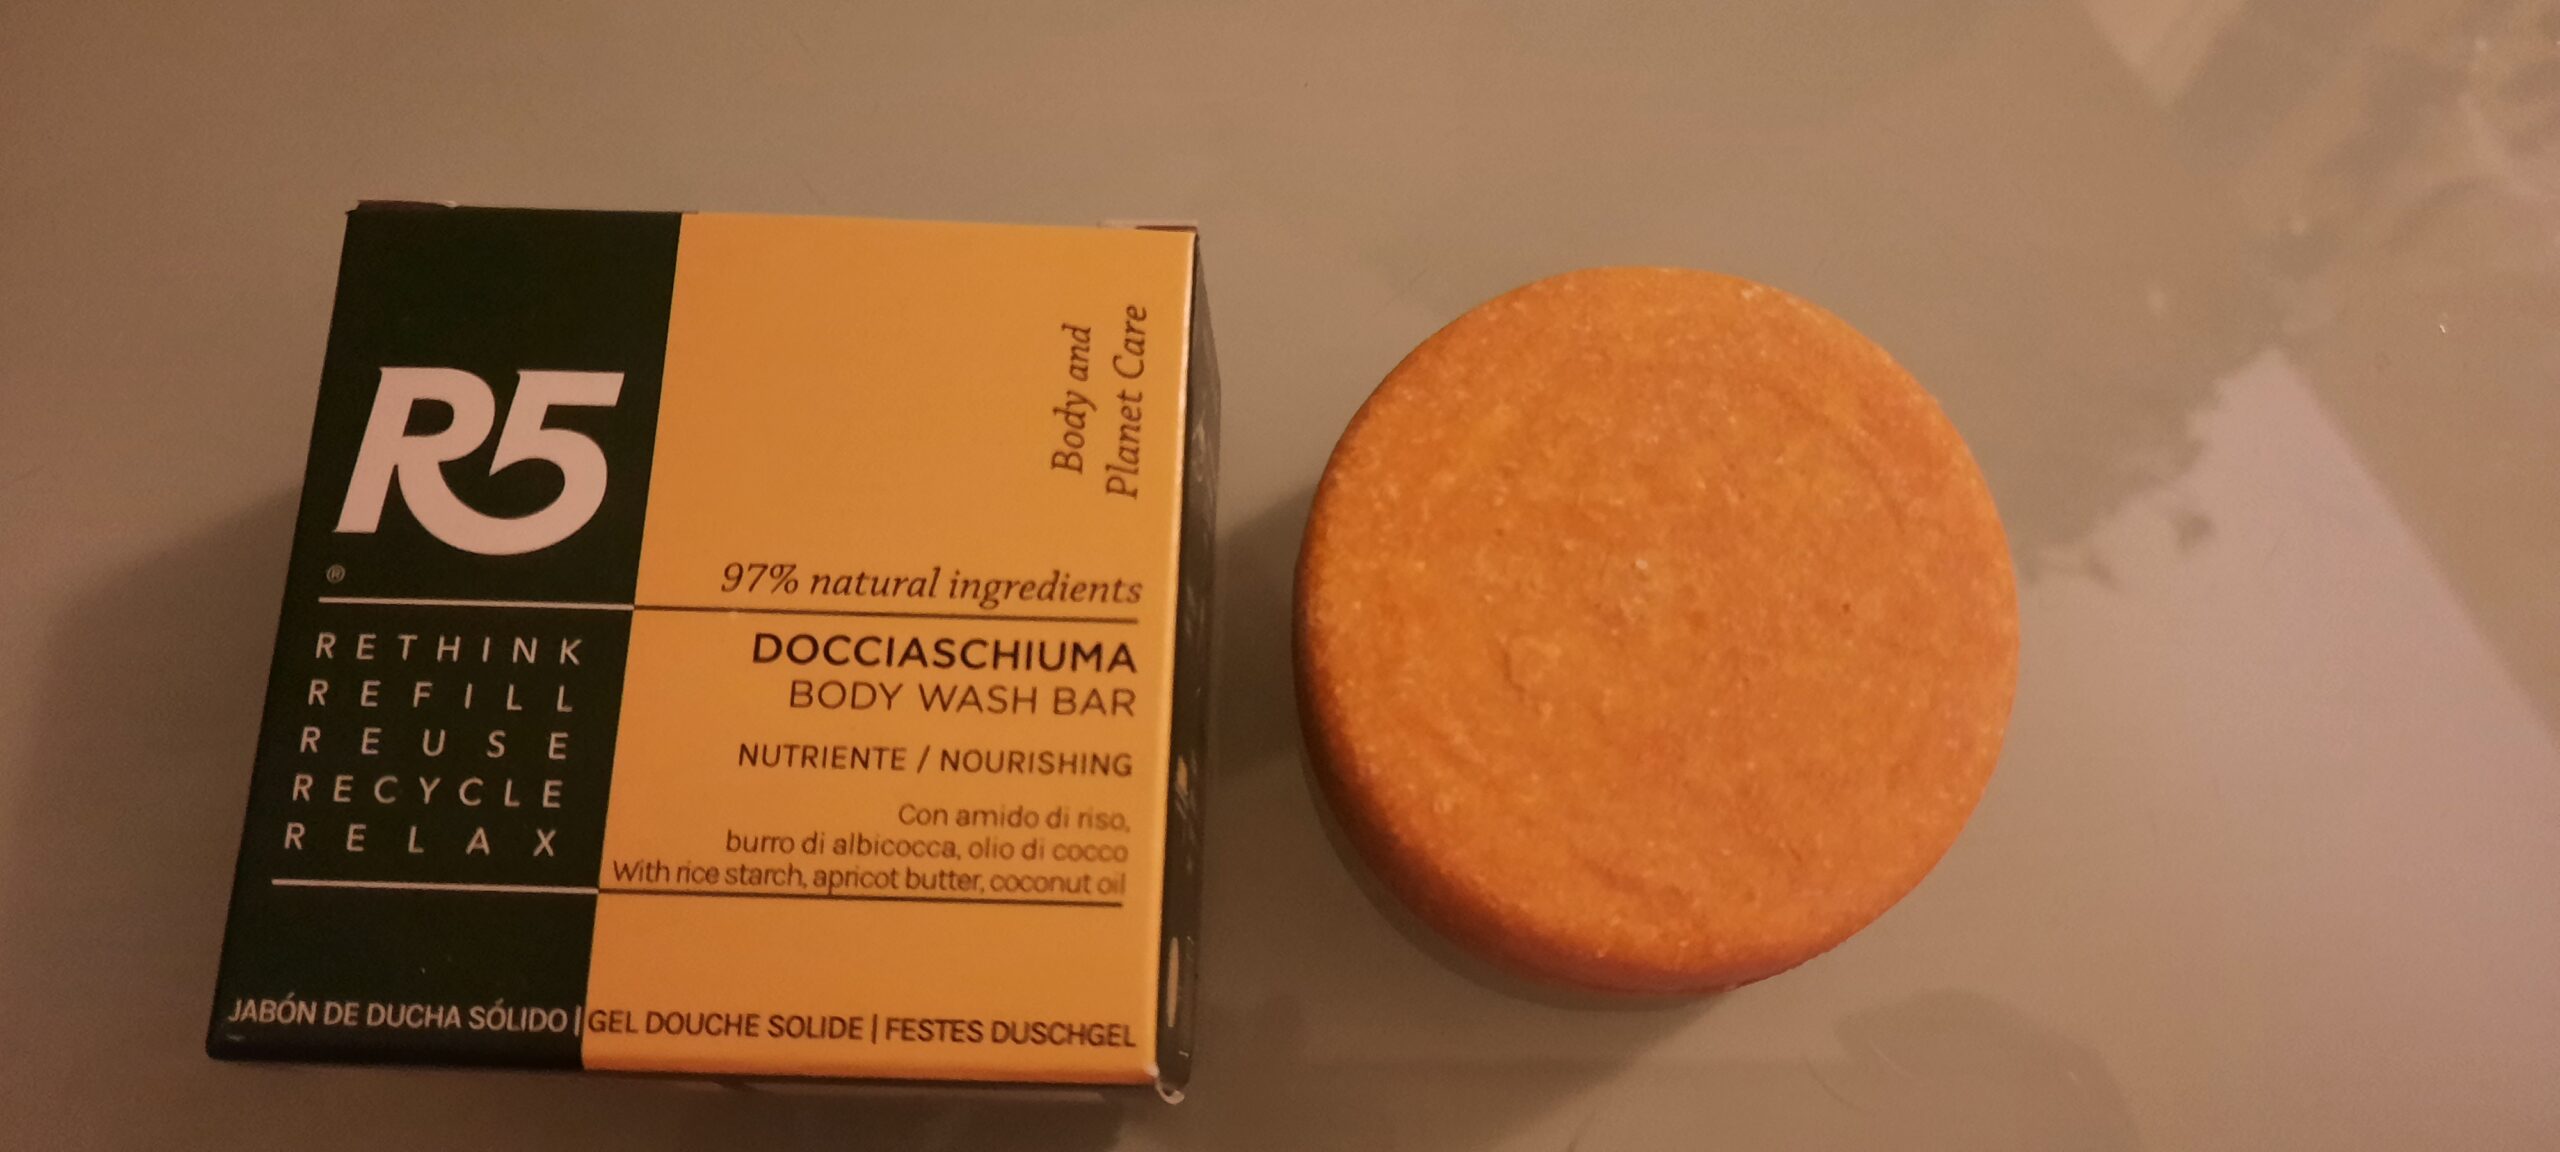 R5
®
RETHINK
REFILL
REUSE
RECYCLE
RELAX
Body and
Planet Care
97% natural ingredients
DOCCIASCHIUMA
BODY WASH BAR
NUTRIENTE / NOURISHING
Con amido di riso,
burro di albicocca, olio di cocco
With rice starch, apricot butter, coconut oil
JABÓN DE DUCHA SÓLIDO | GEL DOUCHE SOLIDE | FESTES DUSCHGEL